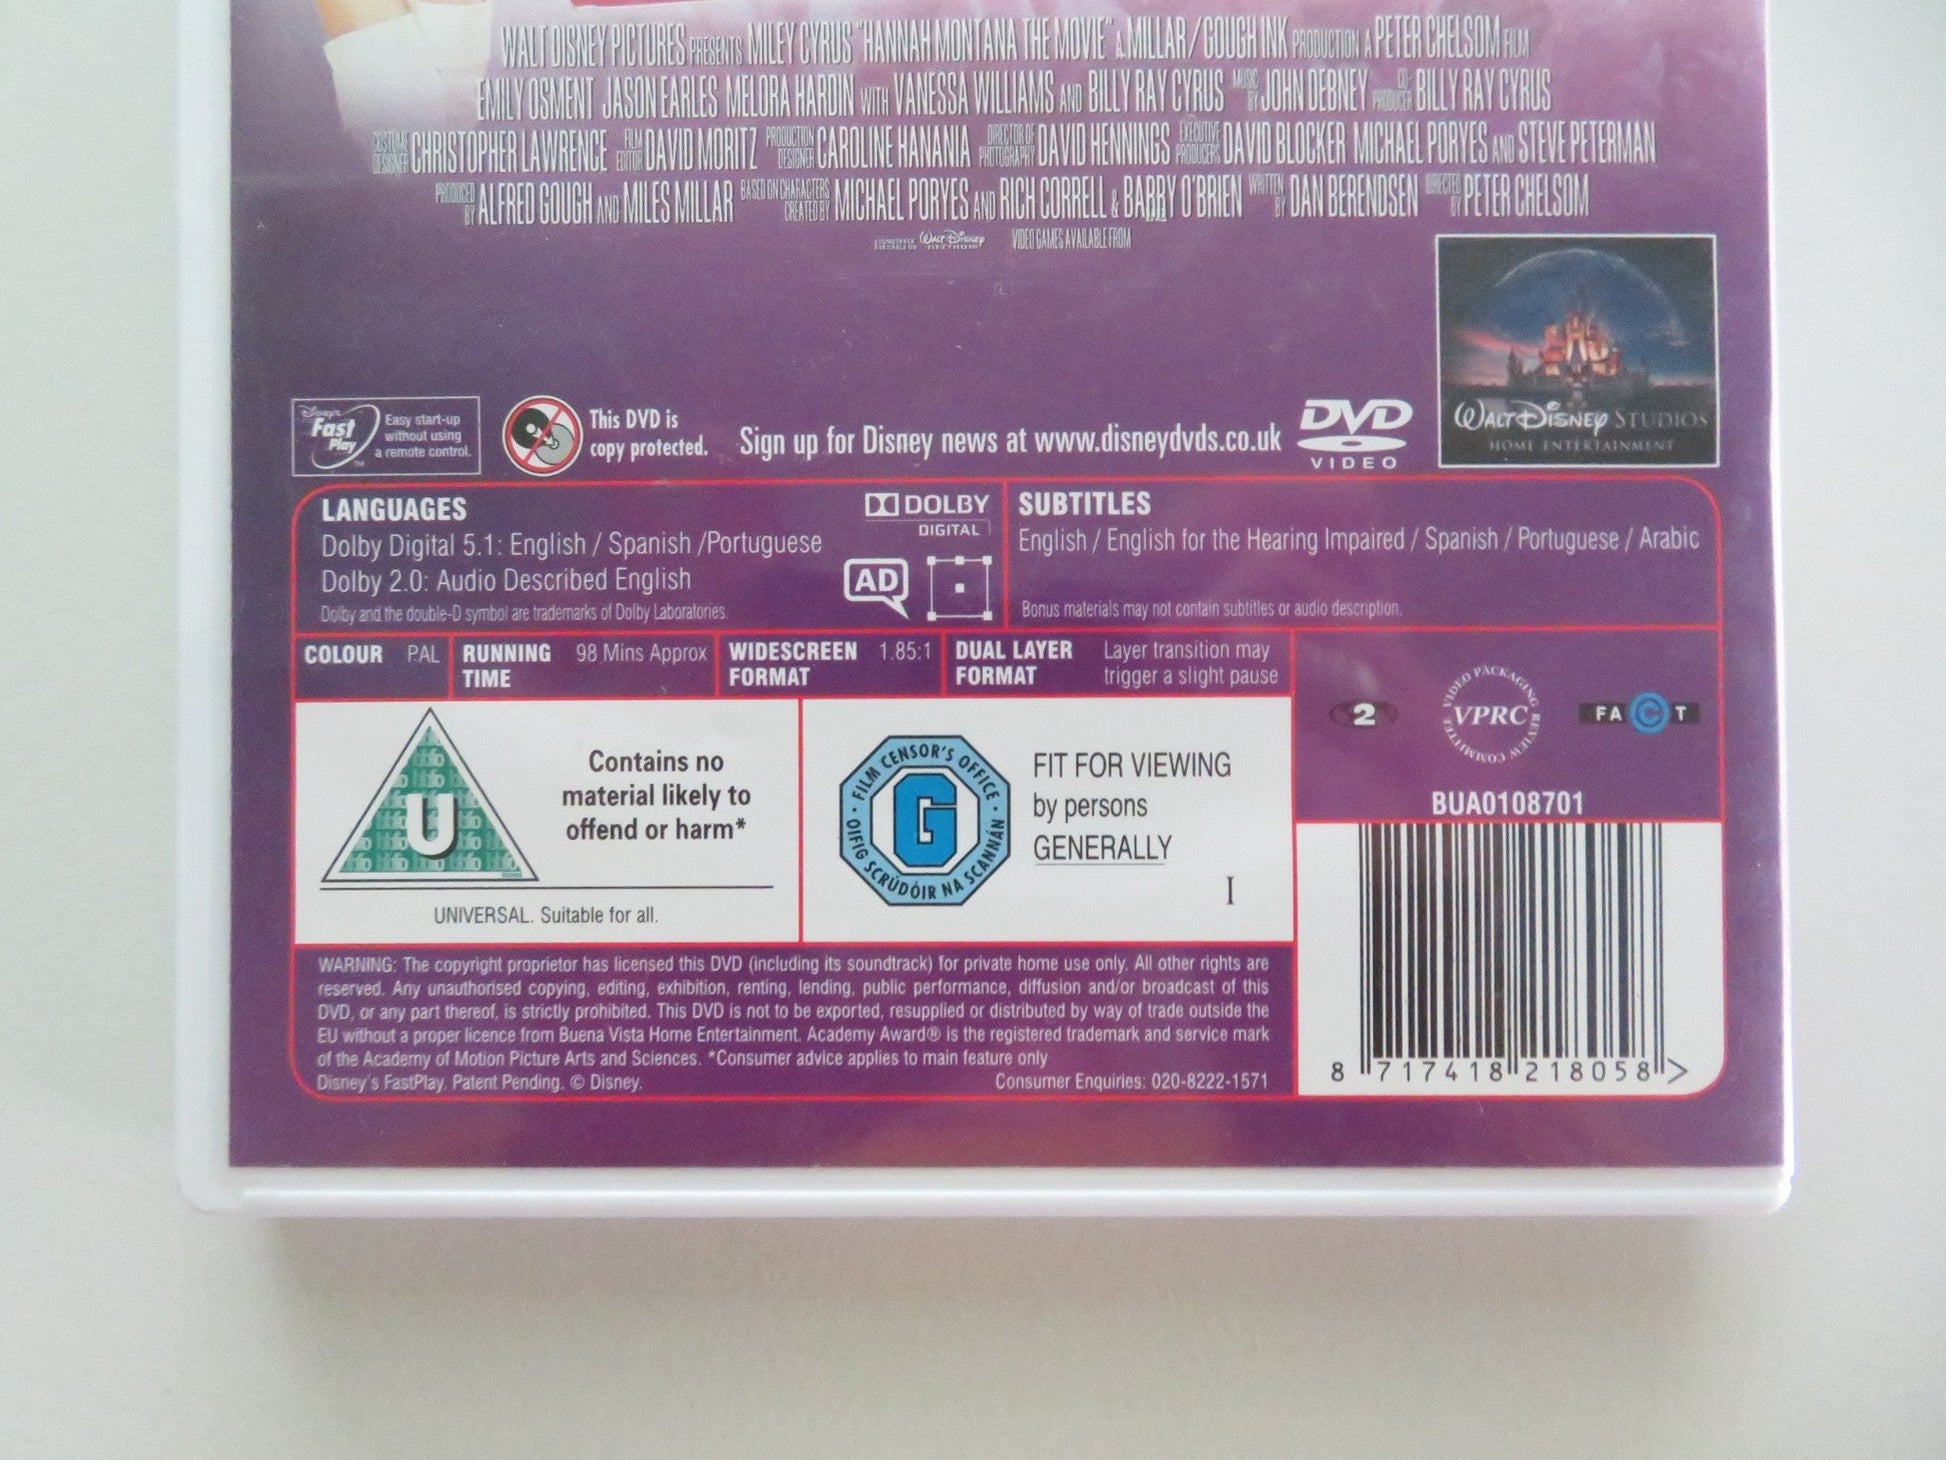 WALT DISNEY PICTURES PRESENTS MILEY CYRUS "HANNAH MONTANA THE MOVIE" A MILLAR/GOUGH INK PRODUCTION A PETER CHELSOM FILM
EMILY OSMENT JASON EARLES MELORA HARDIN WITH VANESSA WILLIAMS AND BILLY RAY CYRUS MUSIC BY JOHN DEBNEY CO-PRODUCER BILLY RAY CYRUS
COSTUME DESIGNER CHRISTOPHER LAWRENCE FILM EDITOR DAVID MORITZ PRODUCTION DESIGNER CAROLINE HANANIA DIRECTOR OF PHOTOGRAPHY DAVID HENNINGS EXECUTIVE PRODUCERS DAVID BLOCKER MICHAEL PORYES AND STEVE PETERMAN
PRODUCED BY ALFRED GOUGH AND MILES MILLAR BASED ON CHARACTERS CREATED BY MICHAEL PORYES AND RICH CORRELL & BARRY O'BRIEN WRITTEN BY DAN BERENDSEN DIRECTED BY PETER CHELSOM
SOUNDTRACK AVAILABLE ON WALT DISNEY RECORDS VIDEO GAMES AVAILABLE FROM
Disney's Fast Play™
Easy start-up
without using
a remote control.
This DVD is
copy protected.
Sign up for Disney news at www.disneydvds.co.uk
DVD
VIDEO
WALT DISNEY STUDIOS
HOME ENTERTAINMENT
LANGUAGES
Dolby Digital 5.1: English / Spanish /Portuguese
Dolby 2.0: Audio Described English
Dolby and the double-D symbol are trademarks of Dolby Laboratories.
DOLBY
DIGITAL
AD
SUBTITLES
English / English for the Hearing Impaired / Spanish / Portuguese / Arabic
Bonus materials may not contain subtitles or audio description.
COLOUR PAL
RUNNING TIME 98 Mins Approx
WIDESCREEN FORMAT 1.85:1
DUAL LAYER FORMAT
Layer transition may
trigger a slight pause
U
Contains no
material likely to
offend or harm*
UNIVERSAL. Suitable for all.
FILM CENSOR'S OFFICE
G
OIFIG SCRÚDÓIR NA SCANNÁN
FIT FOR VIEWING
by persons
GENERALLY
I
2
VIDEO PACKAGING REVIEW COMMITTEE
VPRC
FACT
BUA0108701
8 717418 218058 >
WARNING: The copyright proprietor has licensed this DVD (including its soundtrack) for private home use only. All other rights are
reserved. Any unauthorised copying, editing, exhibition, renting, lending, public performance, diffusion and/or broadcast of this
DVD, or any part thereof, is strictly prohibited. This DVD is not to be exported, resupplied or distributed by way of trade outside the
EU without a proper licence from Buena Vista Home Entertainment. Academy Award® is the registered trademark and service mark
of the Academy of Motion Picture Arts and Sciences. *Consumer advice applies to main feature only
Disney's FastPlay. Patent Pending. © Disney. Consumer Enquiries: 020-8222-1571